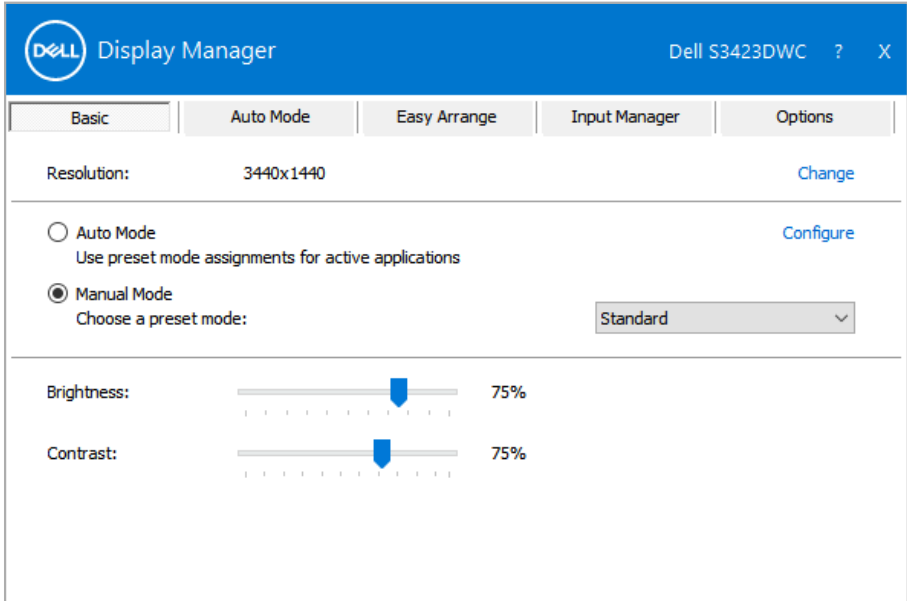 DELL Display Manager Dell S3423DWC ? X
Basic Auto Mode Easy Arrange Input Manager Options
Resolution: 3440x1440 Change
Auto Mode Configure
Use preset mode assignments for active applications
Manual Mode
Choose a preset mode: Standard
Brightness: 75%
Contrast: 75%